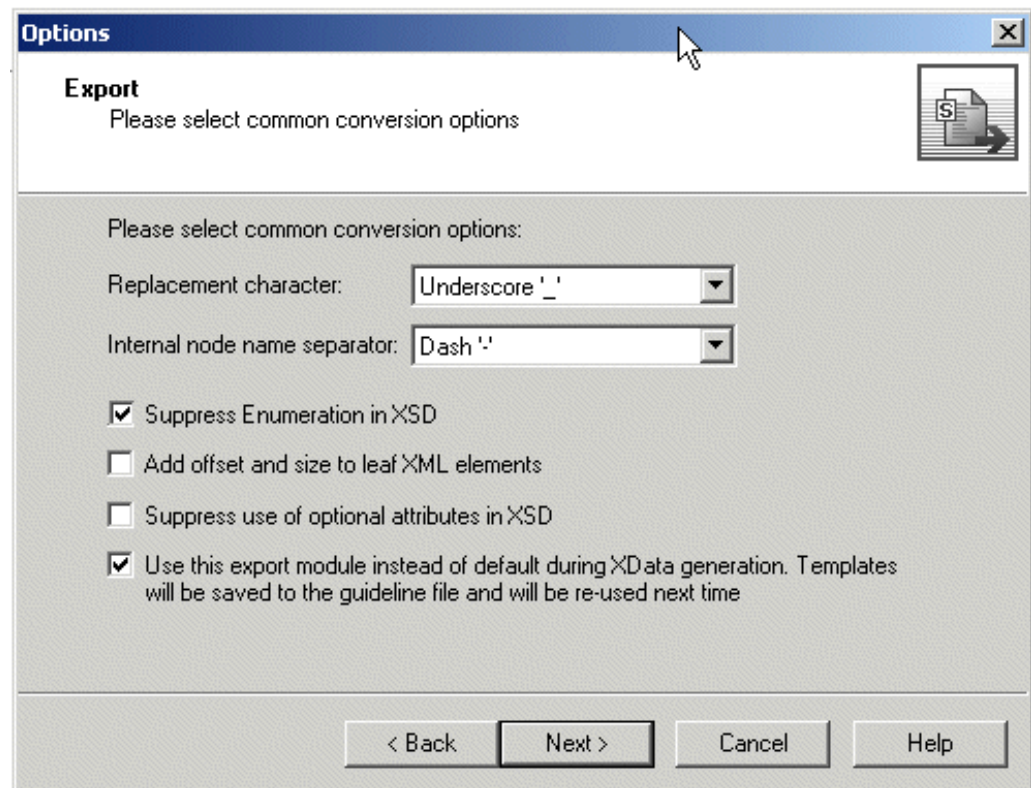 Options
Export
Please select common conversion options
S
Please select common conversion options:
Replacement character:
Underscore '_'
Internal node name separator:
Dash '-'
Suppress Enumeration in XSD
Add offset and size to leaf XML elements
Suppress use of optional attributes in XSD
Use this export module instead of default during XData generation. Templates
will be saved to the guideline file and will be re-used next time
< Back
Next >
Cancel
Help